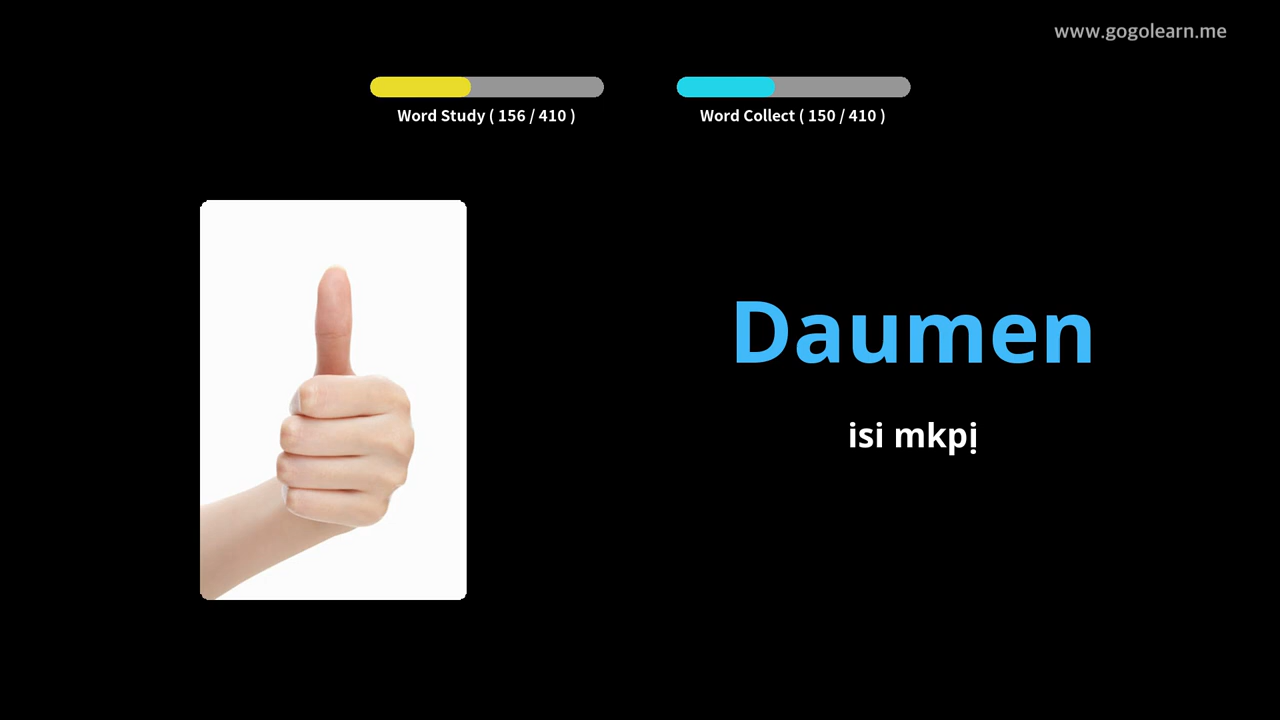 www.gogolearn.me
Word Study ( 156 / 410 )
Word Collect ( 150 / 410 )
Daumen
isi mkpị